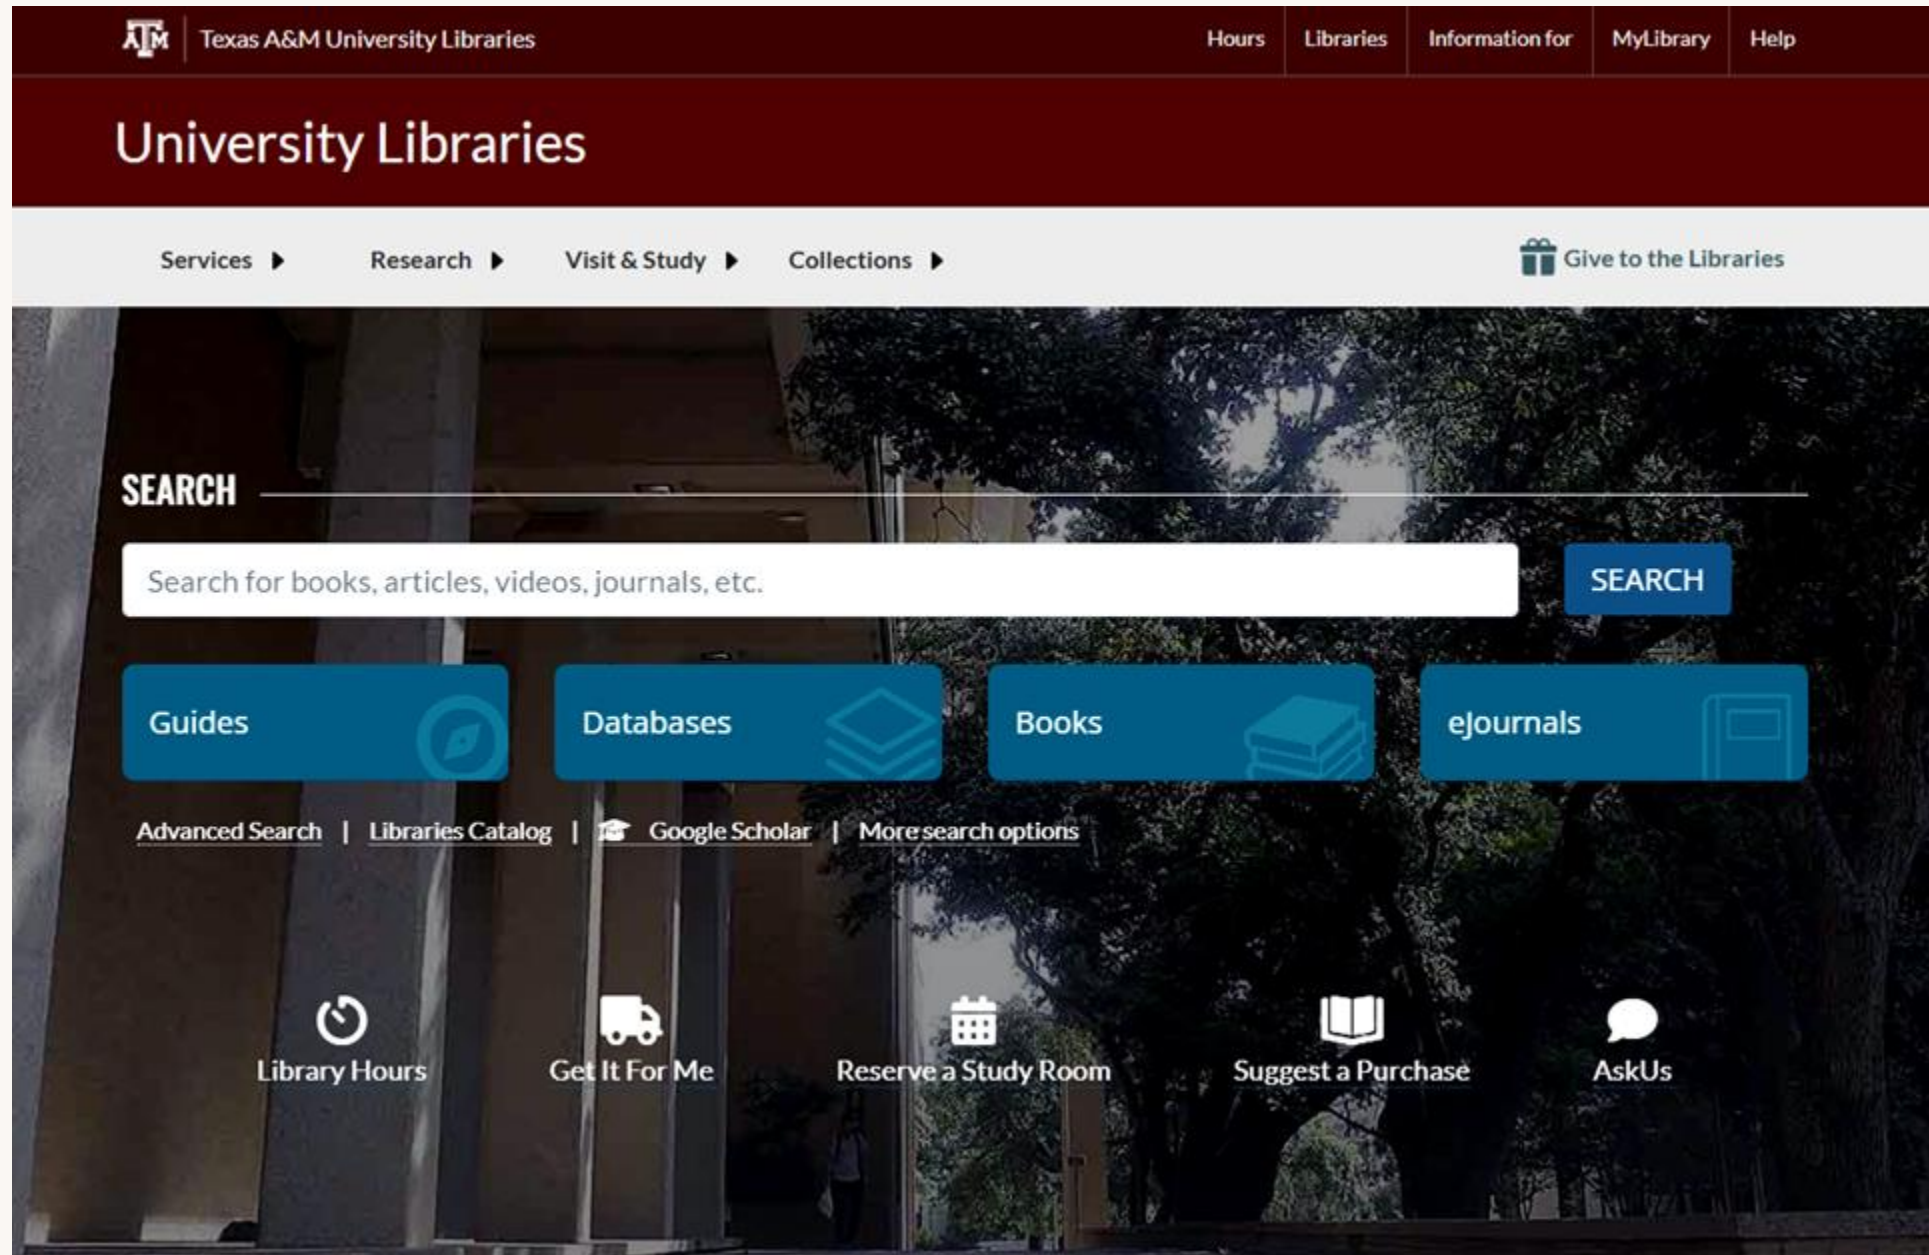 ATM Texas A&M University Libraries Hours Libraries Information for MyLibrary Help
University Libraries
Services Research Visit & Study Collections Give to the Libraries
SEARCH
Search for books, articles, videos, journals, etc. SEARCH
Guides Databases Books eJournals
Advanced Search | Libraries Catalog | Google Scholar | More search options
Library Hours Get It For Me Reserve a Study Room Suggest a Purchase AskUs